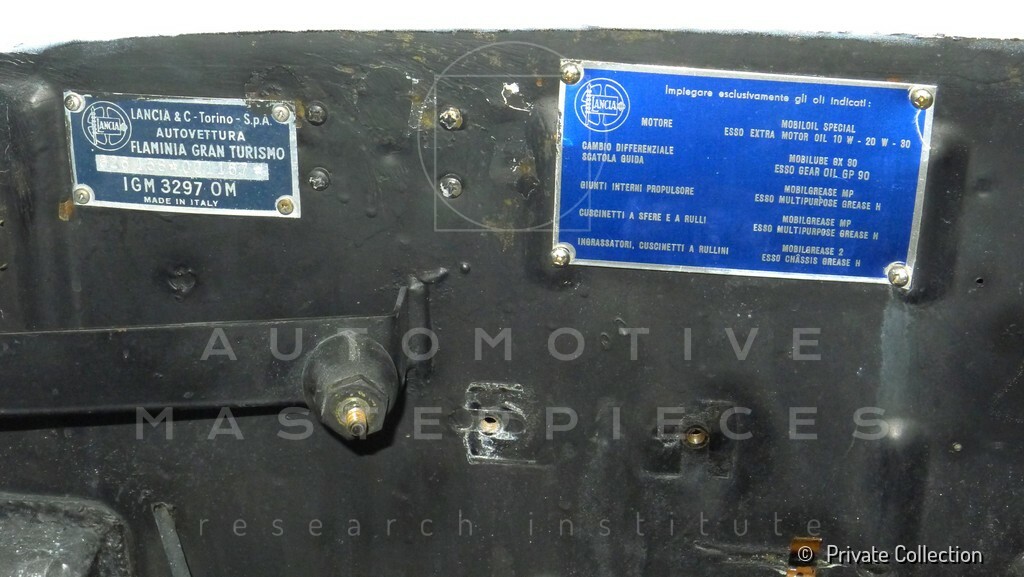 LANCIA
LANCIA & C - Torino - S.p.A
AUTOVETTURA
FLAMINIA GRAN TURISMO
IGM 3297 OM
MADE IN ITALY
LANCIA
Impiegare esclusivamente gli oli indicati:
MOTORE
MOBILOIL SPECIAL
ESSO EXTRA MOTOR OIL 10 W - 20 W - 30
CAMBIO DIFFERENZIALE
SCATOLA GUIDA
MOBILUBE GX 90
ESSO GEAR OIL GP 90
GIUNTI INTERNI PROPULSORE
MOBILGREASE MP
ESSO MULTIPURPOSE GREASE H
CUSCINETTI A SFERE E A RULLI
MOBILGREASE MP
ESSO MULTIPURPOSE GREASE H
INGRASSATORI, CUSCINETTI A RULLINI
MOBILGREASE 2
ESSO CHÂSSIS GREASE H
AUTOMOTIVE
MASTERPIECES
research institute
© Private Collection